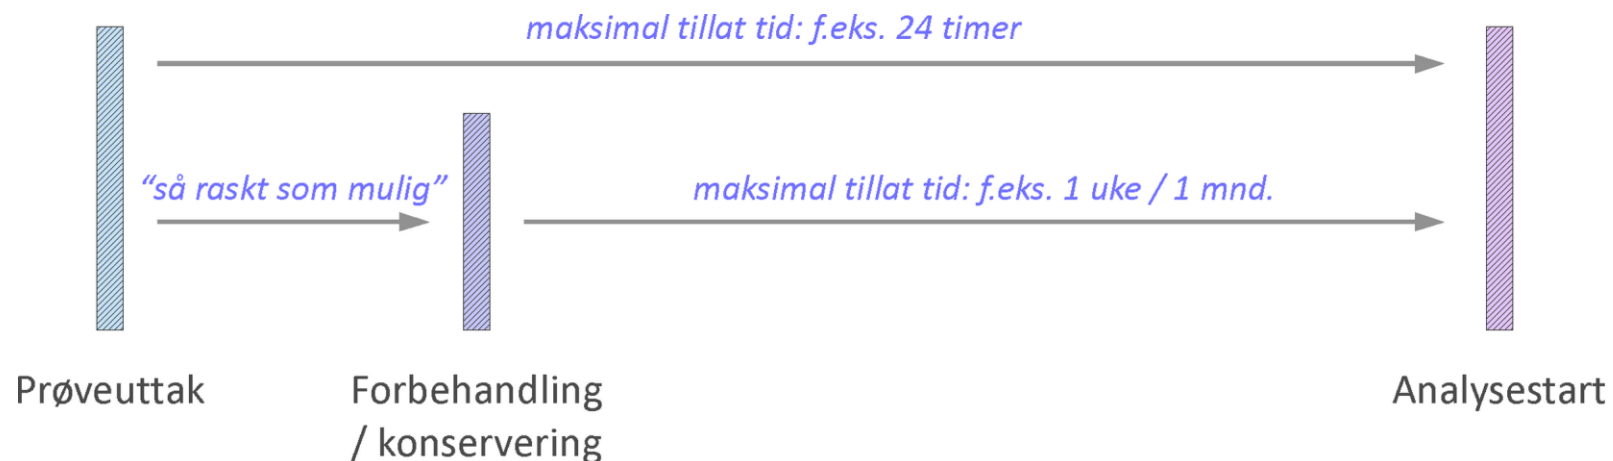 maksimal tillat tid: f.eks. 24 timer
“så raskt som mulig”
maksimal tillat tid: f.eks. 1 uke / 1 mnd.
Prøveuttak
Forbehandling
/ konservering
Analysestart